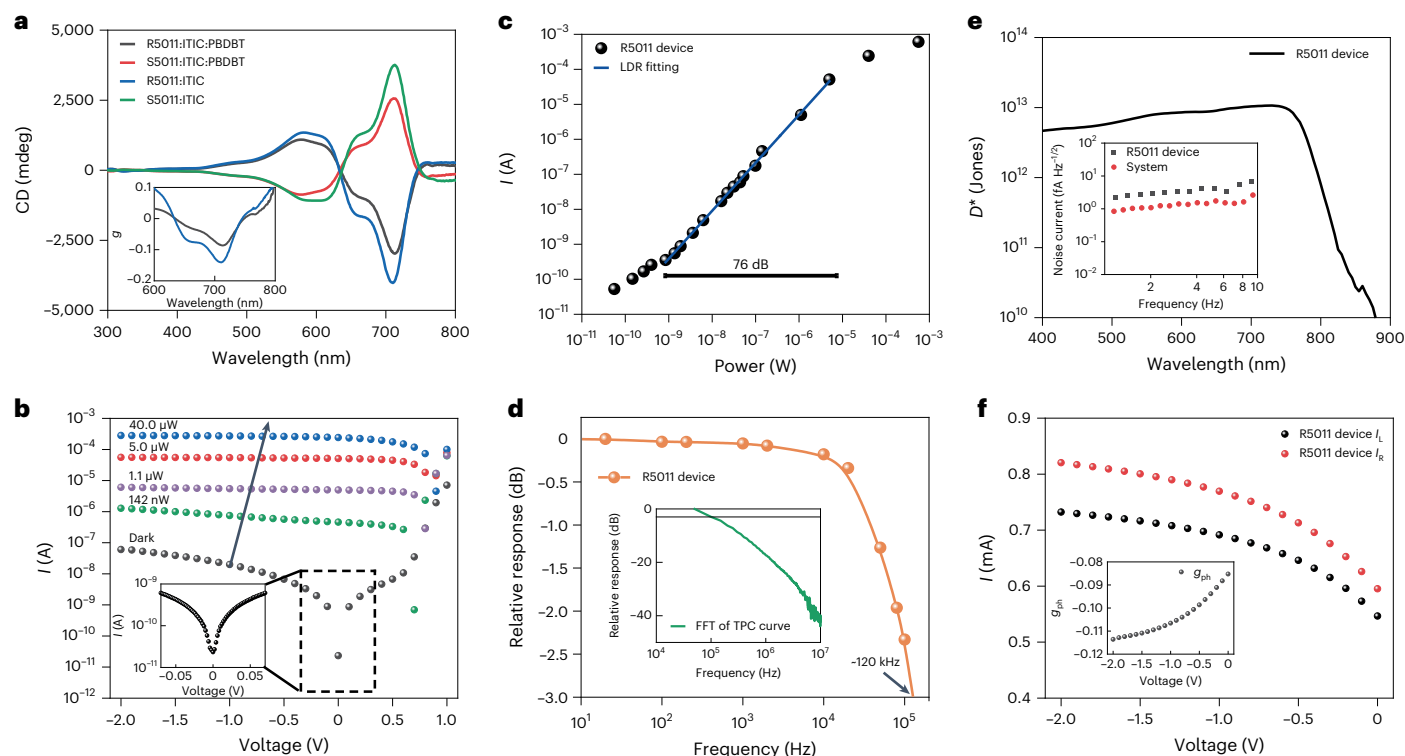 a
5,000
2,500
0
−2,500
−5,000
CD (mdeg)
R5011:ITIC:PBDBT
S5011:ITIC:PBDBT
R5011:ITIC
S5011:ITIC
0.1
0
−0.1
−0.2
g
600
700
800
Wavelength (nm)
300
400
500
600
700
800
Wavelength (nm)
c
10⁻³
10⁻⁴
10⁻⁵
10⁻⁶
10⁻⁷
10⁻⁸
10⁻⁹
10⁻¹⁰
10⁻¹¹
I (A)
R5011 device
LDR fitting
76 dB
10⁻¹¹
10⁻¹⁰
10⁻⁹
10⁻⁸
10⁻⁷
10⁻⁶
10⁻⁵
10⁻⁴
10⁻³
Power (W)
e
10¹⁴
10¹³
10¹²
10¹¹
10¹⁰
D* (Jones)
R5011 device
10²
10¹
10⁰
10⁻¹
10⁻²
Noise current (fA Hz⁻¹/²)
R5011 device
System
2
4
6
8
10
Frequency (Hz)
400
500
600
700
800
900
Wavelength (nm)
b
10⁻³
10⁻⁴
10⁻⁵
10⁻⁶
10⁻⁷
10⁻⁸
10⁻⁹
10⁻¹⁰
10⁻¹¹
10⁻¹²
I (A)
40.0 μW
5.0 μW
1.1 μW
142 nW
Dark
10⁻⁹
10⁻¹⁰
10⁻¹¹
I (A)
−0.05
0
0.05
Voltage (V)
−2.0
−1.5
−1.0
−0.5
0
0.5
1.0
Voltage (V)
d
0
−0.5
−1.0
−1.5
−2.0
−2.5
−3.0
Relative response (dB)
R5011 device
0
−20
−40
Relative response (dB)
FFT of TPC curve
10⁴
10⁵
10⁶
10⁷
Frequency (Hz)
~120 kHz
10¹
10²
10³
10⁴
10⁵
Frequency (Hz)
f
0.9
0.8
0.7
0.6
0.5
0.4
I (mA)
R5011 device I_L
R5011 device I_R
−0.08
−0.09
−0.10
−0.11
−0.12
g_ph
g_ph
−2.0
−1.5
−1.0
−0.5
0
Voltage (V)
−2.0
−1.5
−1.0
−0.5
0
Voltage (V)